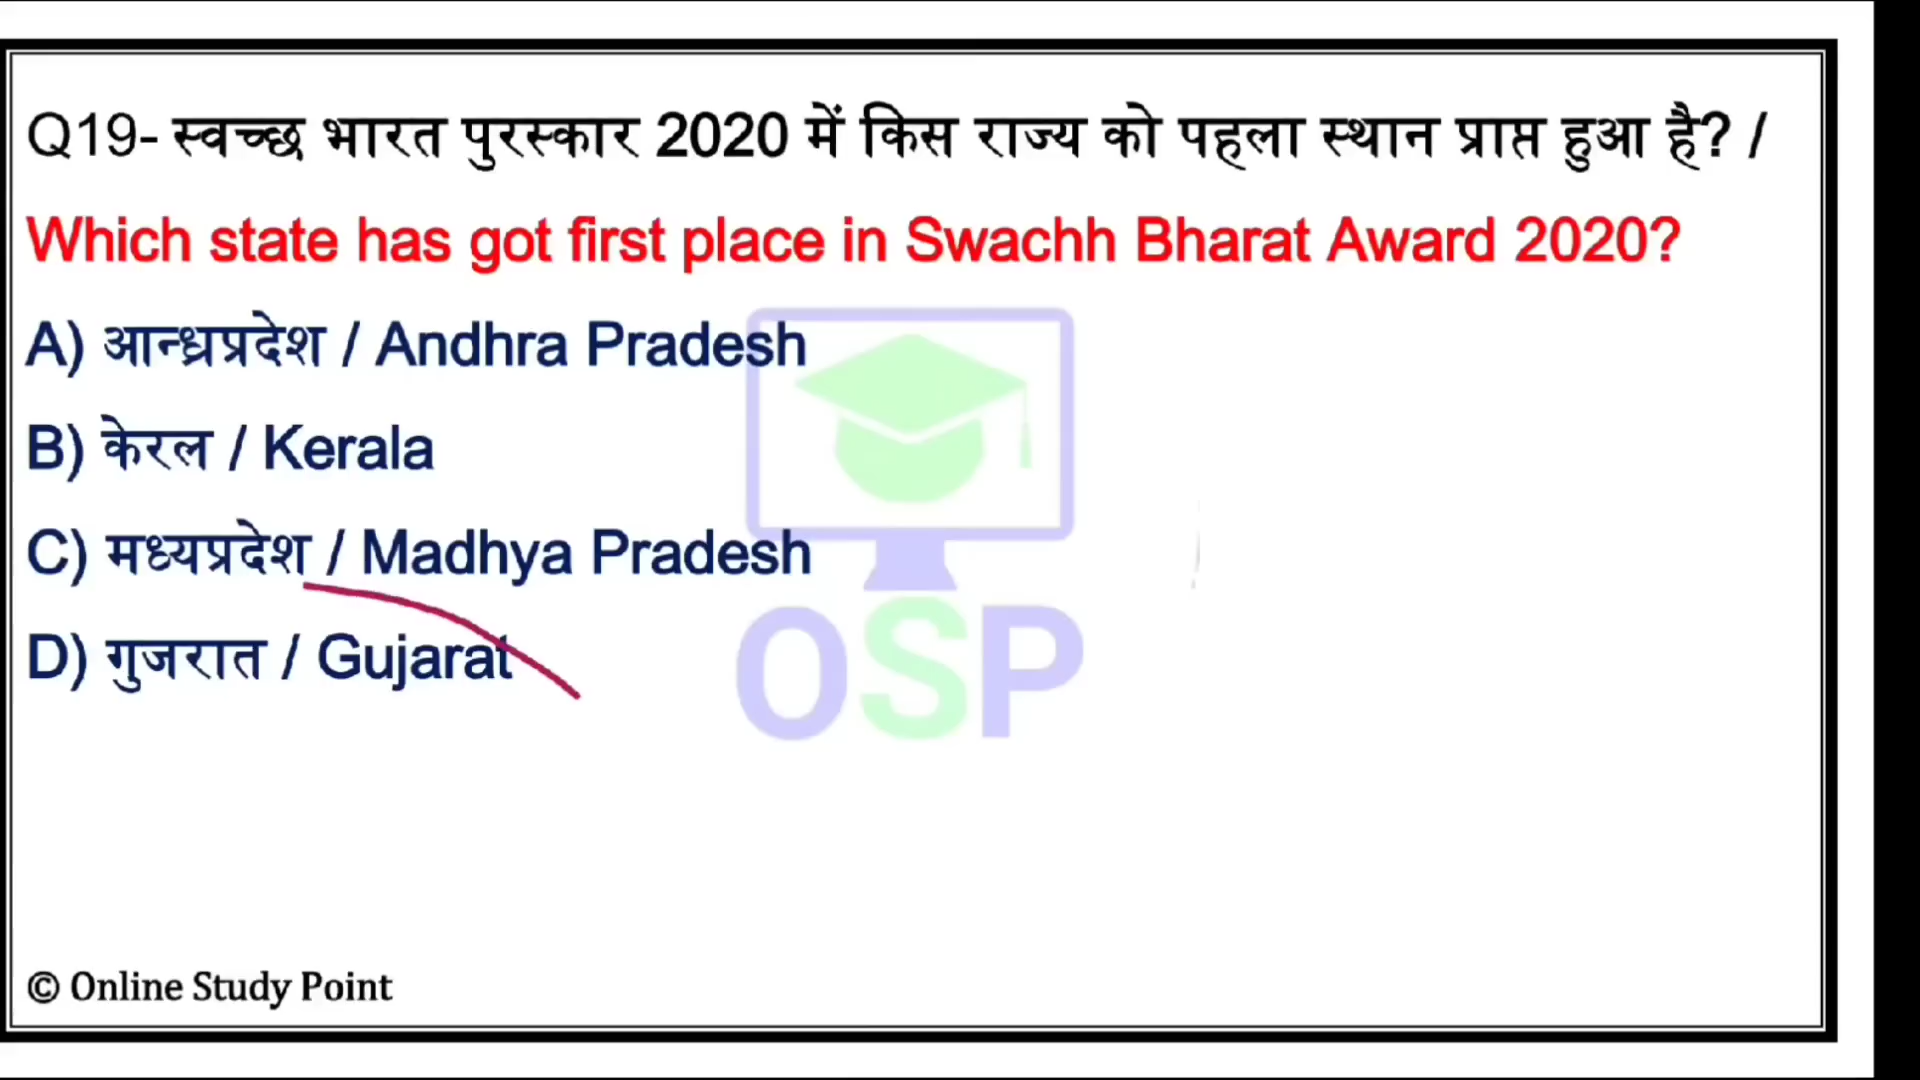 Q19- स्वच्छ भारत पुरस्कार 2020 में किस राज्य को पहला स्थान प्राप्त हुआ है? /
Which state has got first place in Swachh Bharat Award 2020?
A) आन्ध्रप्रदेश / Andhra Pradesh
B) केरल / Kerala
C) मध्यप्रदेश / Madhya Pradesh
D) गुजरात / Gujarat
OSP
© Online Study Point